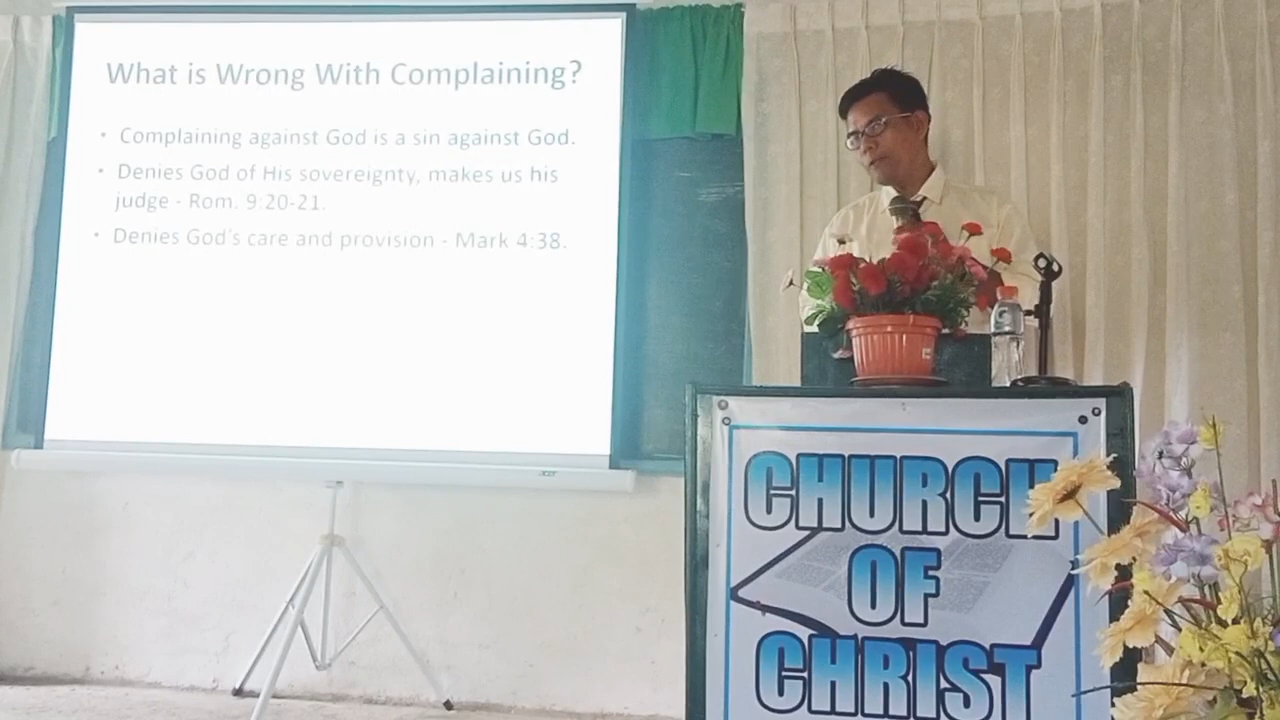 What is Wrong With Complaining?
• Complaining against God is a sin against God.
• Denies God of His sovereignty, makes us his
judge - Rom. 9:20-21.
• Denies God's care and provision - Mark 4:38.
CHURCH
OF
CHRIST